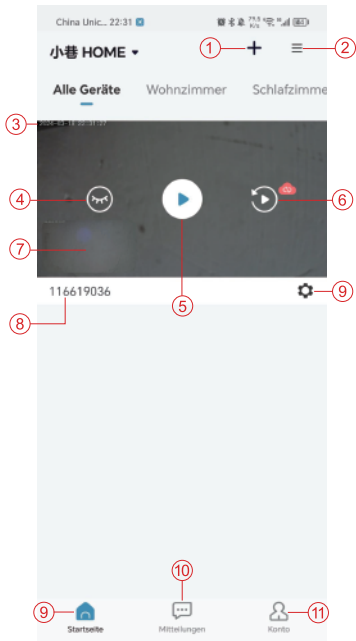 China Unic... 22:31
小巷 HOME
① ②
Alle Geräte Wohnzimmer Schlafzimme
③
④ ⑤ ⑥
⑦
116619036
⑧ ⑨
⑩
⑨ ⑪
Startseite Mitteilungen Konto